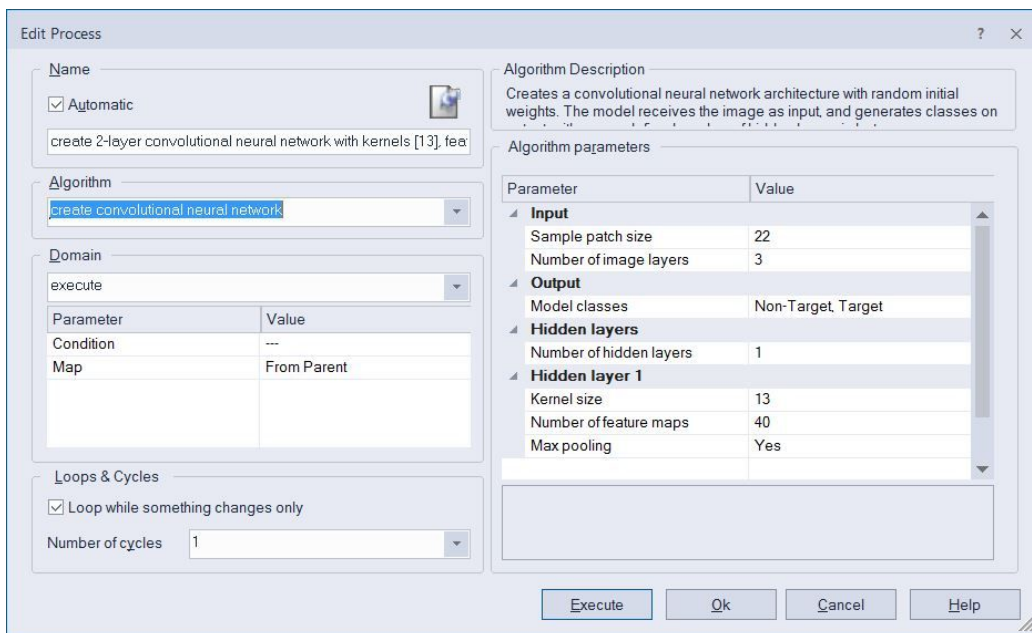 Edit Process
?
Name
Automatic
create 2-layer convolutional neural network with kernels [13], fea
Algorithm
create convolutional neural network
Domain
execute
Parameter Value
Condition ---
Map From Parent
Loops & Cycles
Loop while something changes only
Number of cycles 1
Algorithm Description
Creates a convolutional neural network architecture with random initial
weights. The model receives the image as input, and generates classes on
Algorithm parameters
Parameter Value
Input
Sample patch size 22
Number of image layers 3
Output
Model classes Non-Target, Target
Hidden layers
Number of hidden layers 1
Hidden layer 1
Kernel size 13
Number of feature maps 40
Max pooling Yes
Execute Ok Cancel Help